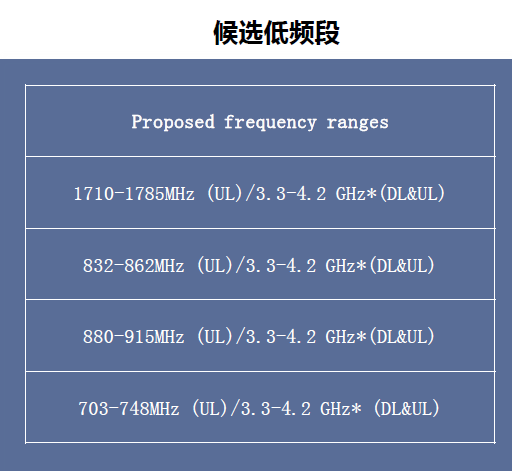 候选低频段
Proposed frequency ranges
1710-1785MHz (UL)/3.3-4.2 GHz*(DL&UL)
832-862MHz (UL)/3.3-4.2 GHz*(DL&UL)
880-915MHz (UL)/3.3-4.2 GHz*(DL&UL)
703-748MHz (UL)/3.3-4.2 GHz* (DL&UL)